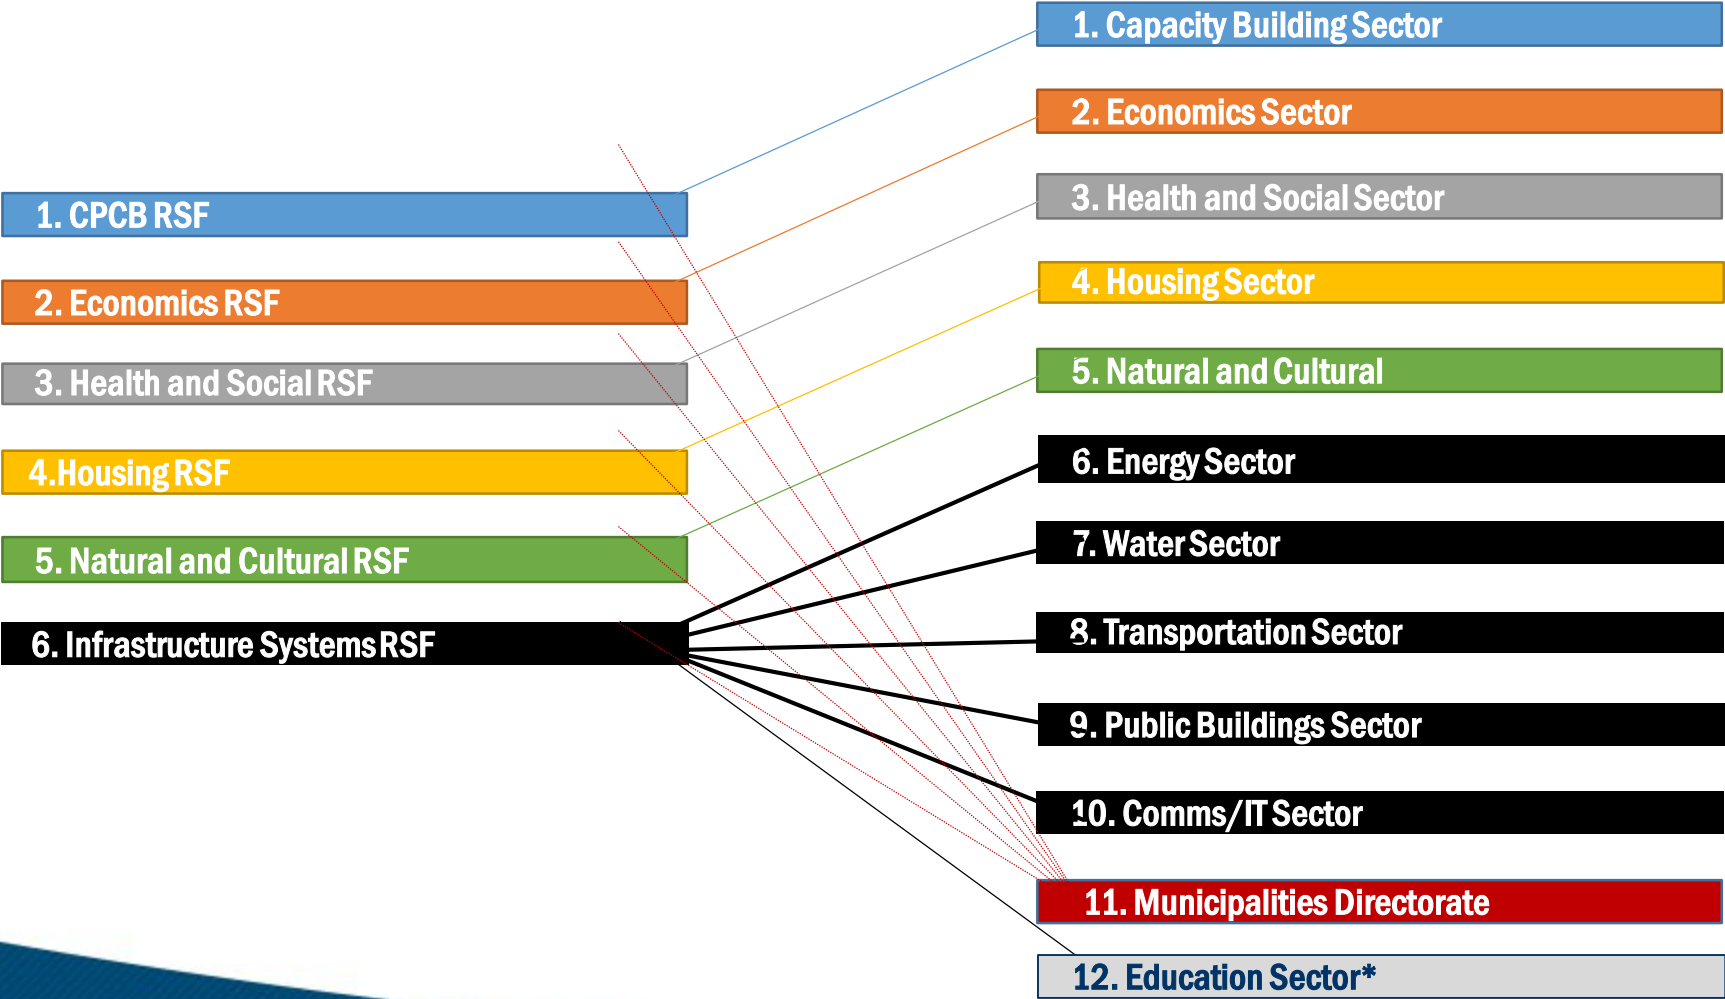 1. CPCB RSF
2. Economics RSF
3. Health and Social RSF
4.Housing RSF
5. Natural and Cultural RSF
6. Infrastructure Systems RSF
1. Capacity Building Sector
2. Economics Sector
3. Health and Social Sector
4. Housing Sector
5. Natural and Cultural
6. Energy Sector
7. Water Sector
8. Transportation Sector
9. Public Buildings Sector
10. Comms/IT Sector
11. Municipalities Directorate
12. Education Sector*